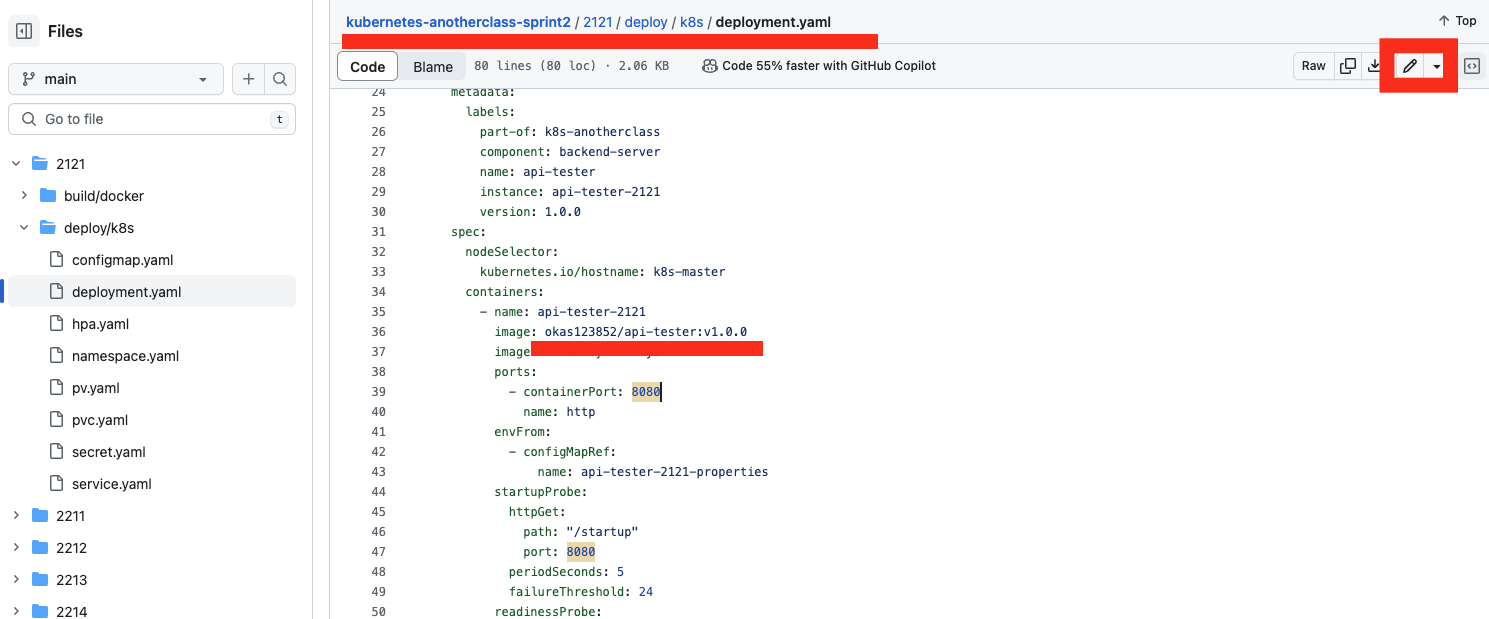 Files
main
Go to file
t
2121
build/docker
deploy/k8s
configmap.yaml
deployment.yaml
hpa.yaml
namespace.yaml
pv.yaml
pvc.yaml
secret.yaml
service.yaml
2211
2212
2213
2214
kubernetes-anotherclass-sprint2 / 2121 / deploy / k8s / deployment.yaml
Top
Code
Blame
80 lines (80 loc) · 2.06 KB
Code 55% faster with GitHub Copilot
Raw
24 metadata:
25 labels:
26 part-of: k8s-anotherclass
27 component: backend-server
28 name: api-tester
29 instance: api-tester-2121
30 version: 1.0.0
31 spec:
32 nodeSelector:
33 kubernetes.io/hostname: k8s-master
34 containers:
35 - name: api-tester-2121
36 image: okas123852/api-tester:v1.0.0
37 image
38 ports:
39 - containerPort: 8080
40 name: http
41 envFrom:
42 - configMapRef:
43 name: api-tester-2121-properties
44 startupProbe:
45 httpGet:
46 path: "/startup"
47 port: 8080
48 periodSeconds: 5
49 failureThreshold: 24
50 readinessProbe: